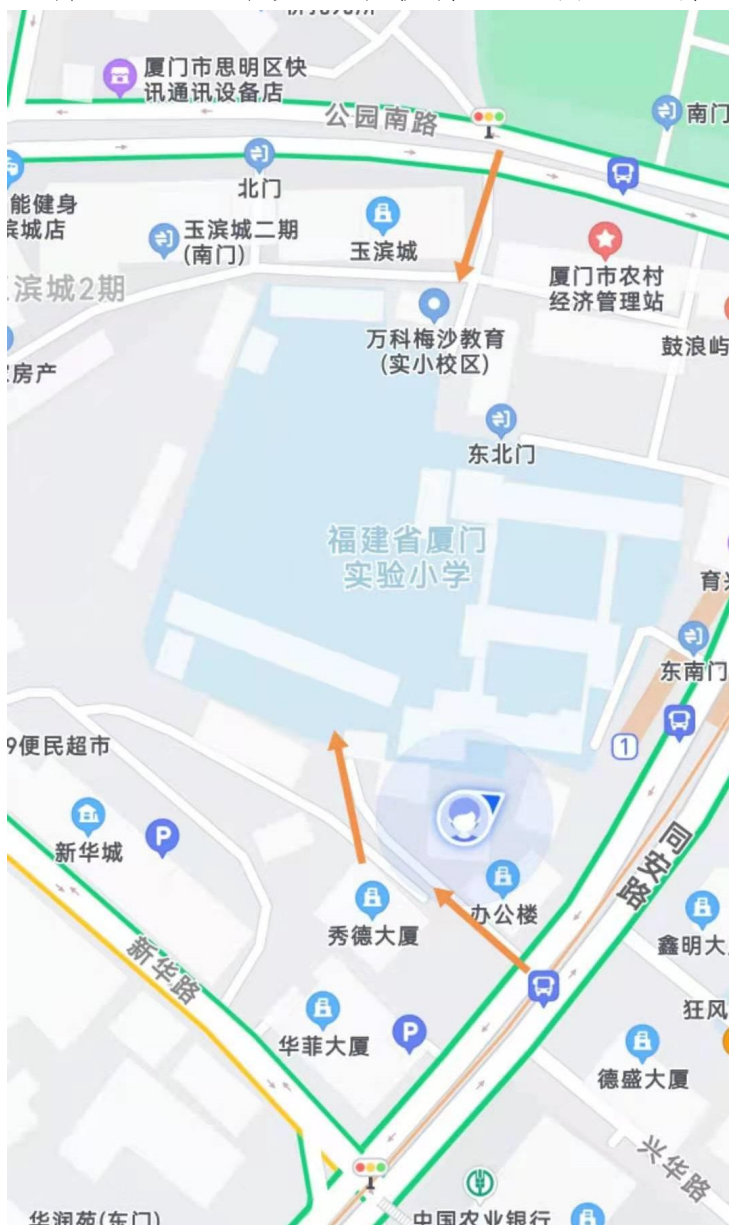 厦门市思明区快
讯通讯设备店
公园南路
南门
北门
能健身
滨城店
玉滨城二期
(南门)
玉滨城
厦门市农村
经济管理站
滨城2期
万科梅沙教育
(实小校区)
鼓浪屿
房产
东北门
福建省厦门
实验小学
育
东南门
9便民超市
1
新华城
P
同安路
秀德大厦
办公楼
鑫明大
新华路
狂风
华菲大厦
P
德盛大厦
兴华路
华润苑(东门)
中国农业银行